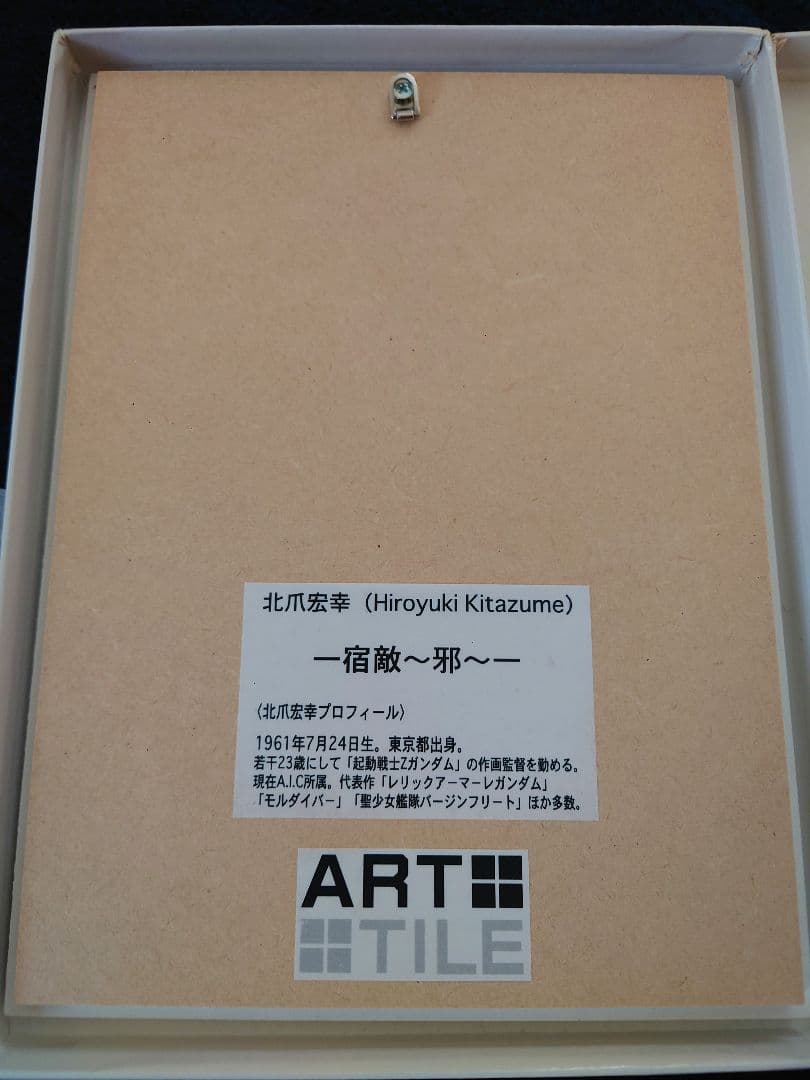 北爪宏幸（Hiroyuki Kitazume）
―宿敵～邪～―
〈北爪宏幸プロフィール〉
1961年7月24日生。東京都出身。
若干23歳にして「起動戦士Zガンダム」の作画監督を勤める。
現在A.I.C所属。代表作「レリックアーマーレガンダム」
「モルダイバー」「聖少女艦隊バージンフリート」ほか多数。
ART
TILE